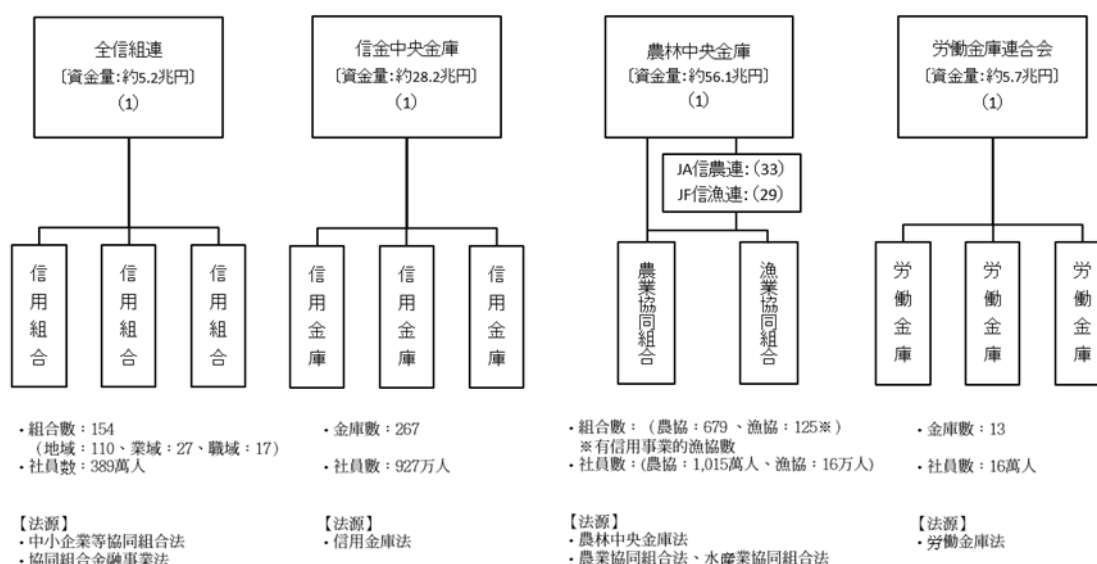 全信組連
〔資金量：約5.2兆円〕
(1)
信金中央金庫
〔資金量：約28.2兆円〕
(1)
農林中央金庫
〔資金量：約56.1兆円〕
(1)
労働金庫連合会
〔資金量：約5.7兆円〕
(1)
JA信農連：(33)
JF信漁連：(29)
信用組合
信用組合
信用組合
信用金庫
信用金庫
信用金庫
農業協同組合
漁業協同組合
労働金庫
労働金庫
労働金庫
・組合數：154
（地域：110、業域：27、職域：17）
・社員数：389萬人
・金庫數：267
・社員數：927万人
・組合數：（農協：679 、漁協：125※）
※有信用事業的漁協數
・社員數：(農協：1,015萬人、漁協：16万人)
・金庫數：13
・社員數：16萬人
【法源】
・中小企業等協同組合法
・協同組合金融事業法
【法源】
・信用金庫法
【法源】
・農林中央金庫法
・農業協同組合法、水産業協同組合法
【法源】
・労働金庫法